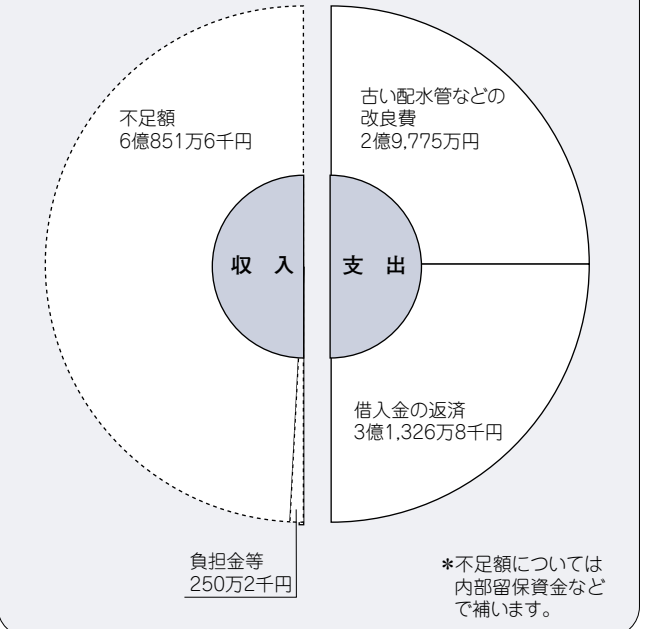 不足額
6億851万6千円
収 入
負担金等
250万2千円
古い配水管などの
改良費
2億9,775万円
支 出
借入金の返済
3億1,326万8千円
*不足額については
内部留保資金など
で補います。